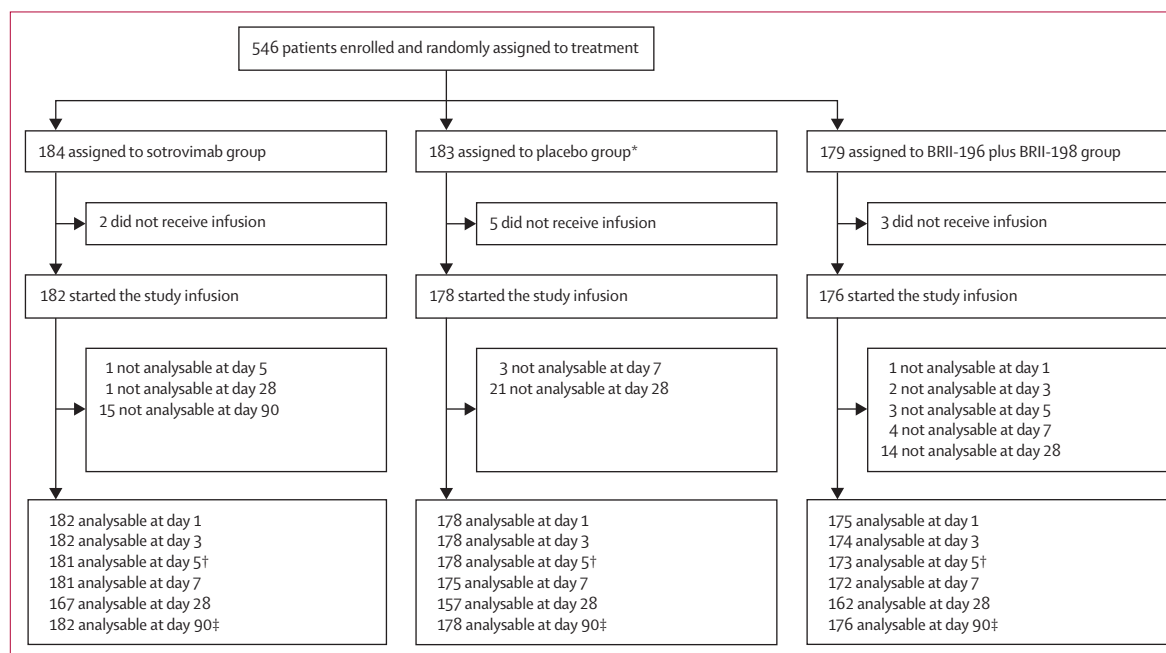 546 patients enrolled and randomly assigned to treatment
184 assigned to sotrovimab group
183 assigned to placebo group*
179 assigned to BRII-196 plus BRII-198 group
2 did not receive infusion
5 did not receive infusion
3 did not receive infusion
182 started the study infusion
178 started the study infusion
176 started the study infusion
1 not analysable at day 5
1 not analysable at day 28
15 not analysable at day 90
3 not analysable at day 7
21 not analysable at day 28
1 not analysable at day 1
2 not analysable at day 3
3 not analysable at day 5
4 not analysable at day 7
14 not analysable at day 28
182 analysable at day 1
182 analysable at day 3
181 analysable at day 5†
181 analysable at day 7
167 analysable at day 28
182 analysable at day 90‡
178 analysable at day 1
178 analysable at day 3
178 analysable at day 5†
175 analysable at day 7
157 analysable at day 28
178 analysable at day 90‡
175 analysable at day 1
174 analysable at day 3
173 analysable at day 5†
172 analysable at day 7
162 analysable at day 28
176 analysable at day 90‡